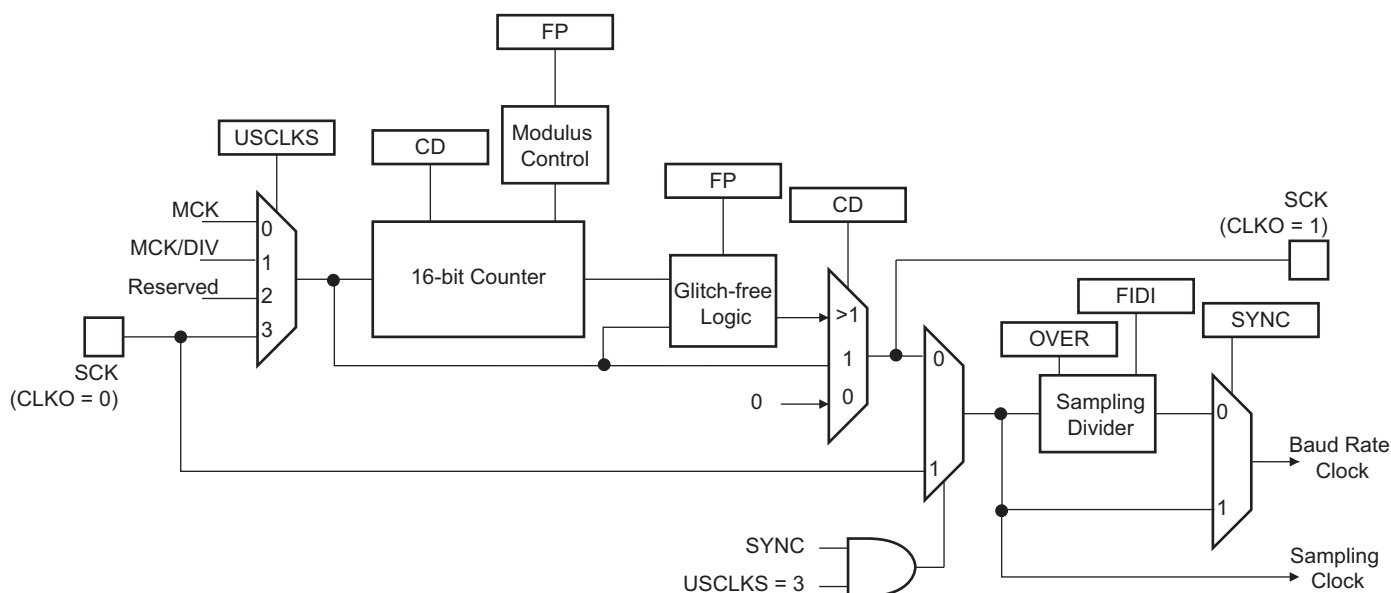 FP
USCLKS
CD
Modulus
Control
FP
CD
SCK
(CLKO = 1)
MCK
0
MCK/DIV
1
Reserved
2
3
16-bit Counter
Glitch-free
Logic
>1
1
0
0
SCK
(CLKO = 0)
FIDI
OVER
SYNC
0
1
Sampling
Divider
0
1
Baud Rate
Clock
SYNC
USCLKS = 3
Sampling
Clock